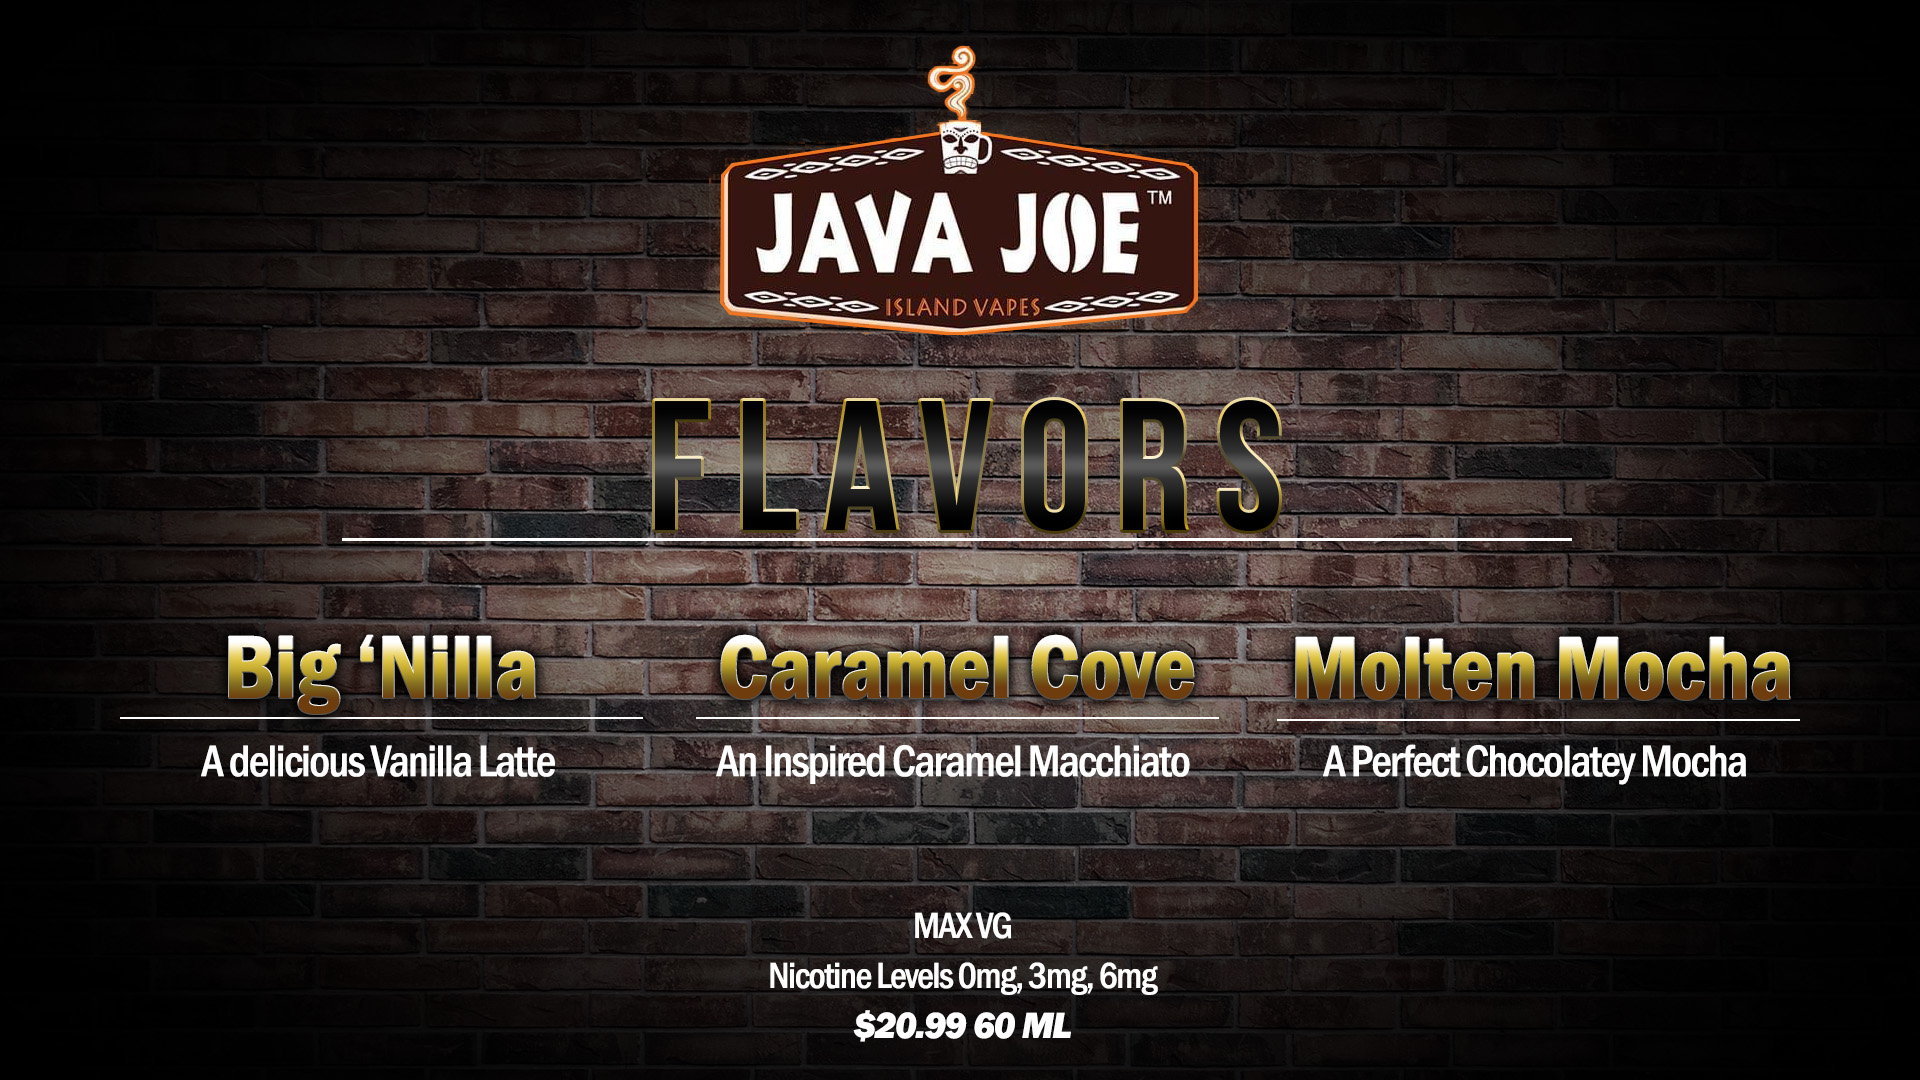 JAVA JOE™
ISLAND VAPES
FLAVORS
Big ‘Nilla
A delicious Vanilla Latte
Caramel Cove
An Inspired Caramel Macchiato
Molten Mocha
A Perfect Chocolatey Mocha
MAX VG
Nicotine Levels 0mg, 3mg, 6mg
$20.99 60 ML